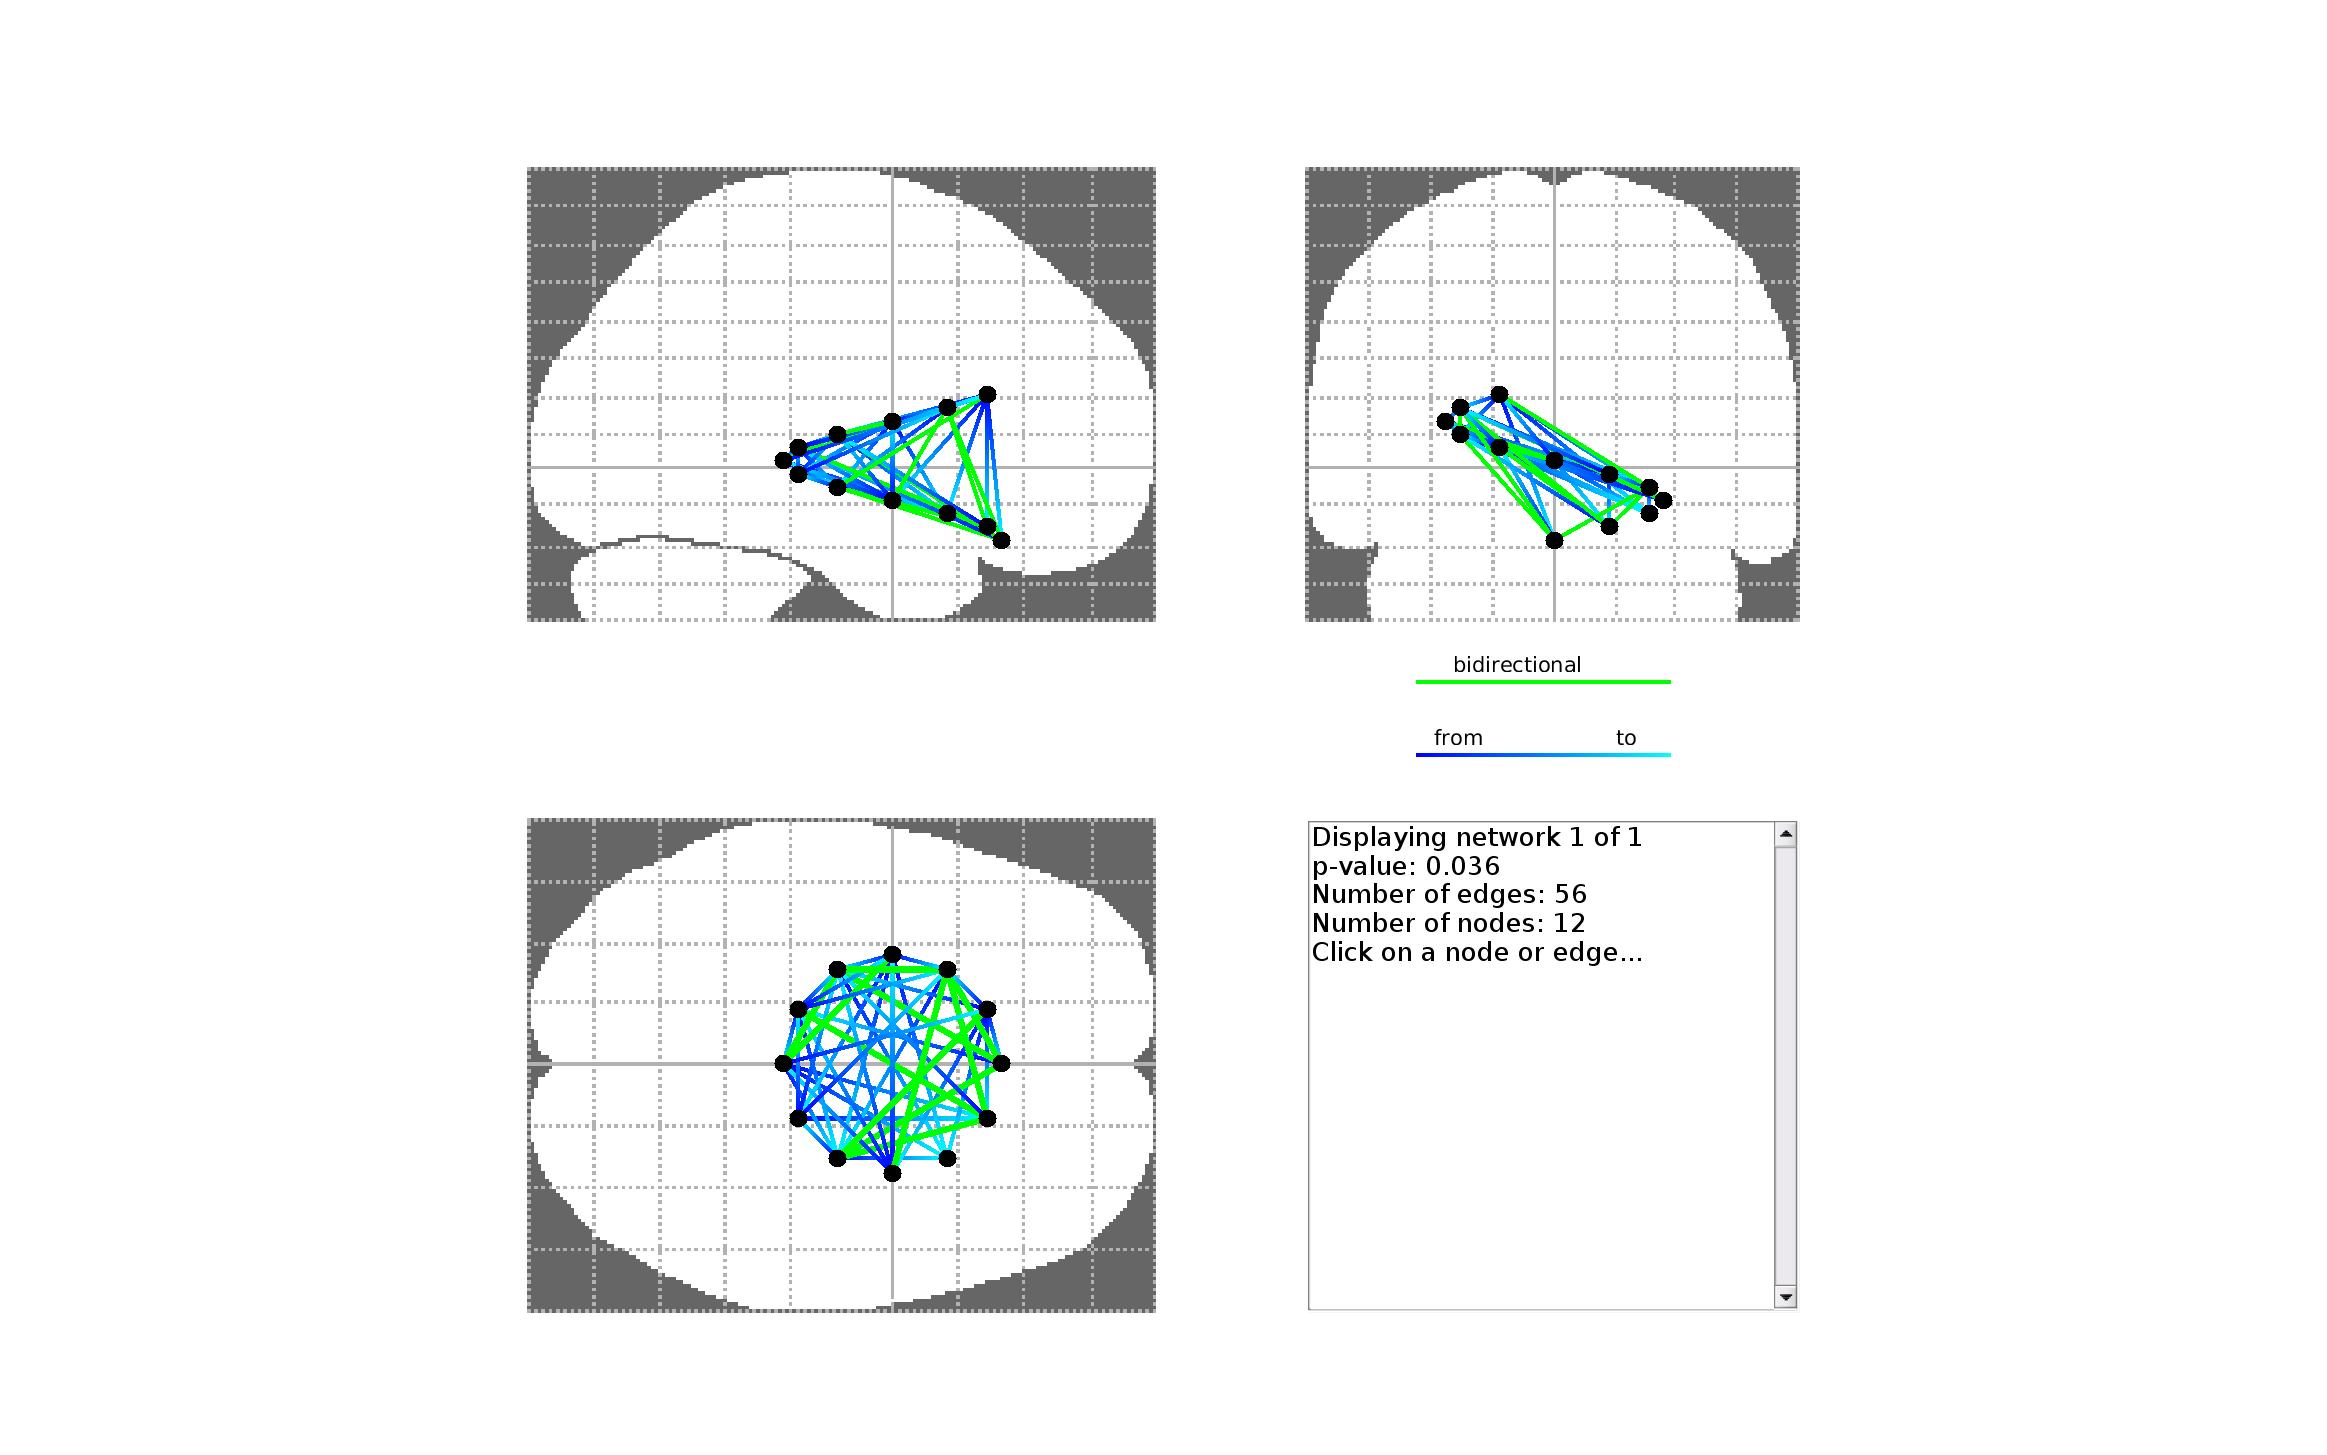 bidirectional
from to
Displaying network 1 of 1
p-value: 0.036
Number of edges: 56
Number of nodes: 12
Click on a node or edge...